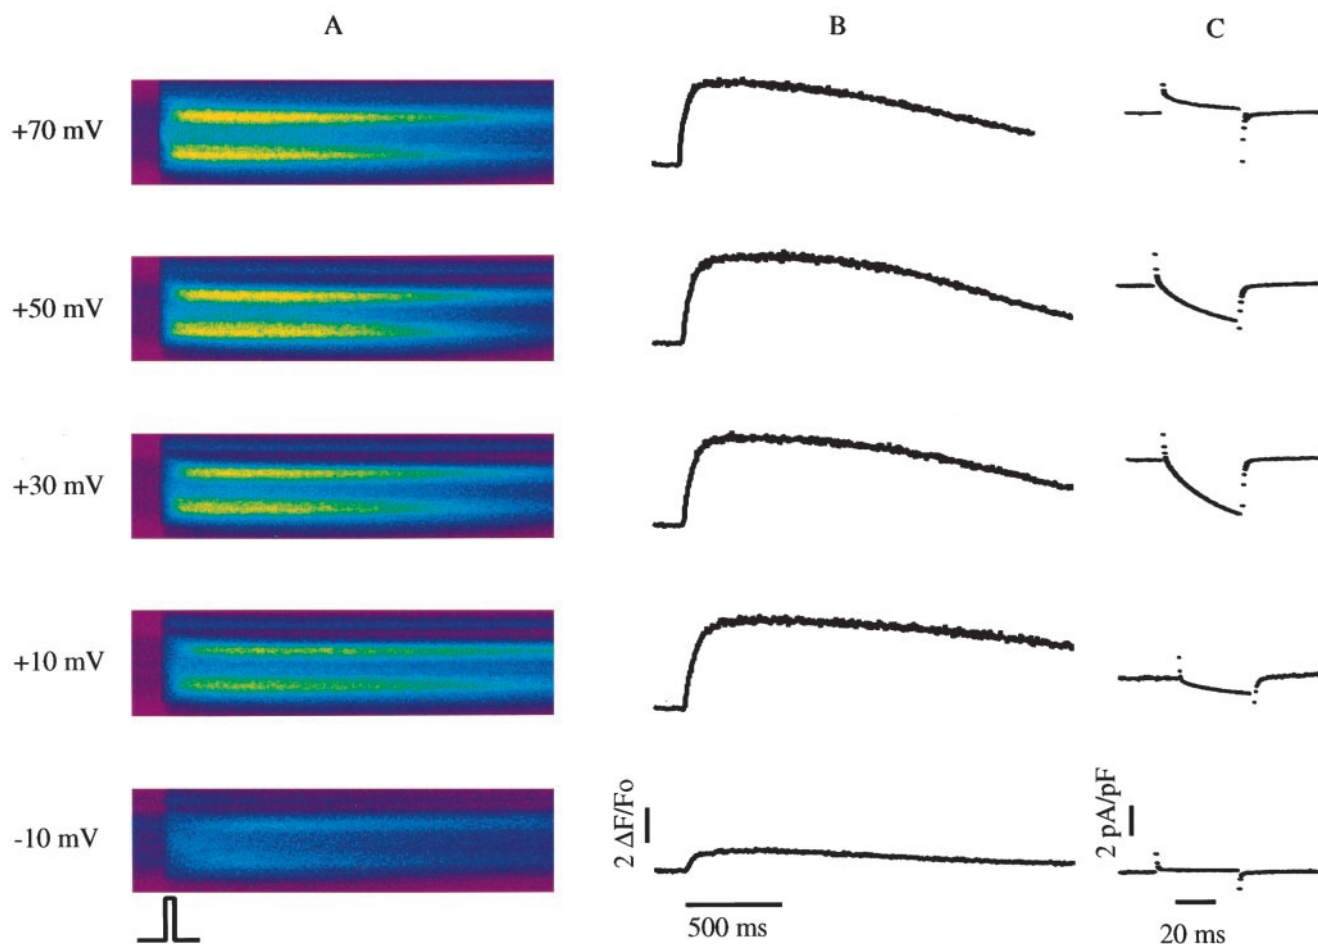 A B C
+70 mV
+50 mV
+30 mV
+10 mV
-10 mV
2 ΔF/Fo
2 pA/pF
500 ms
20 ms